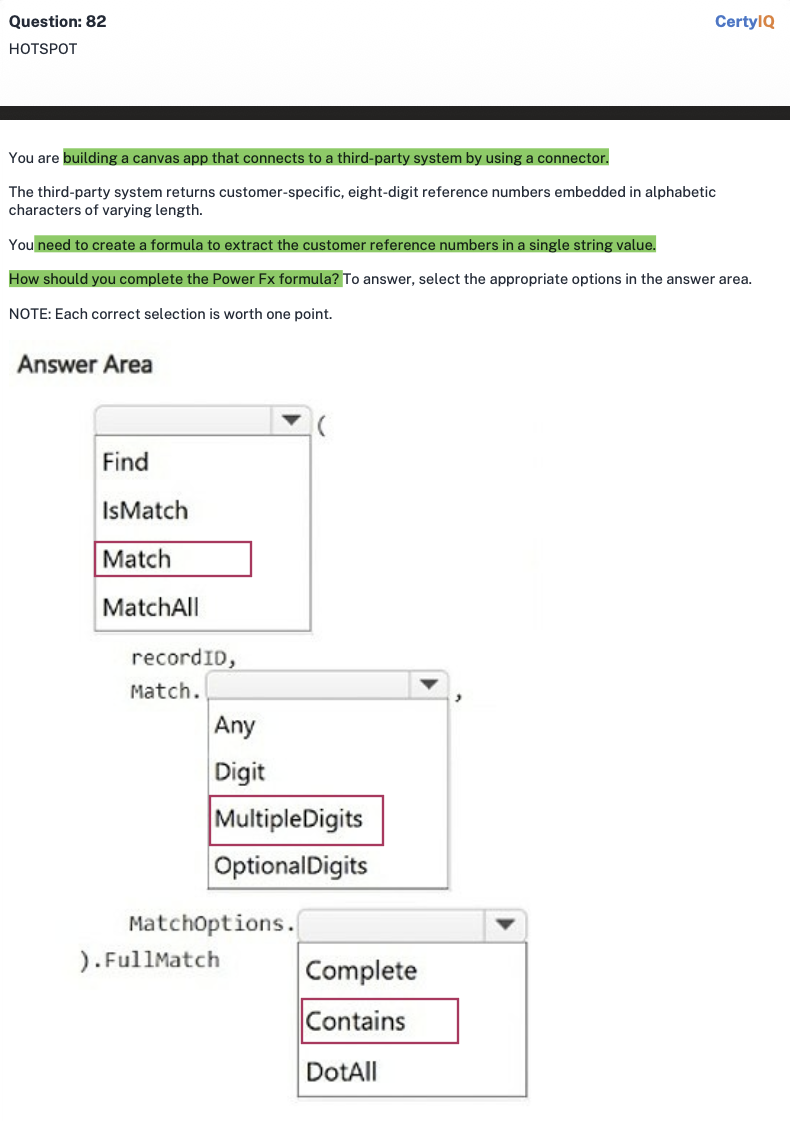 Question: 82
CertyIQ
HOTSPOT
You are building a canvas app that connects to a third-party system by using a connector.
The third-party system returns customer-specific, eight-digit reference numbers embedded in alphabetic
characters of varying length.
You need to create a formula to extract the customer reference numbers in a single string value.
How should you complete the Power Fx formula? To answer, select the appropriate options in the answer area.
NOTE: Each correct selection is worth one point.
Answer Area
(
Find
IsMatch
Match
MatchAll
recordID,
Match. ,
Any
Digit
MultipleDigits
OptionalDigits
MatchOptions.
).FullMatch
Complete
Contains
DotAll